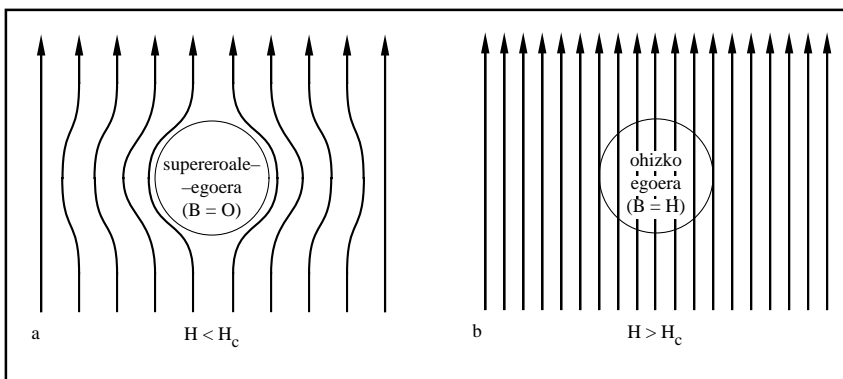 supereroale–
–egoera
(B = O)
a
H < Hc
ohizko
egoera
(B = H)
b
H > Hc